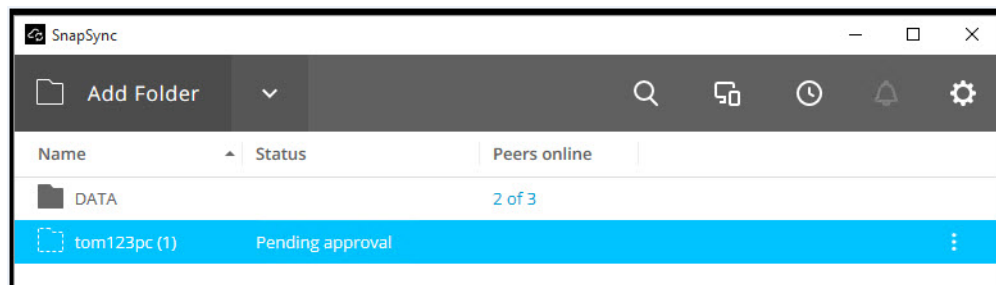 SnapSync
Add Folder
Name Status Peers online
DATA 2 of 3
tom123pc (1) Pending approval